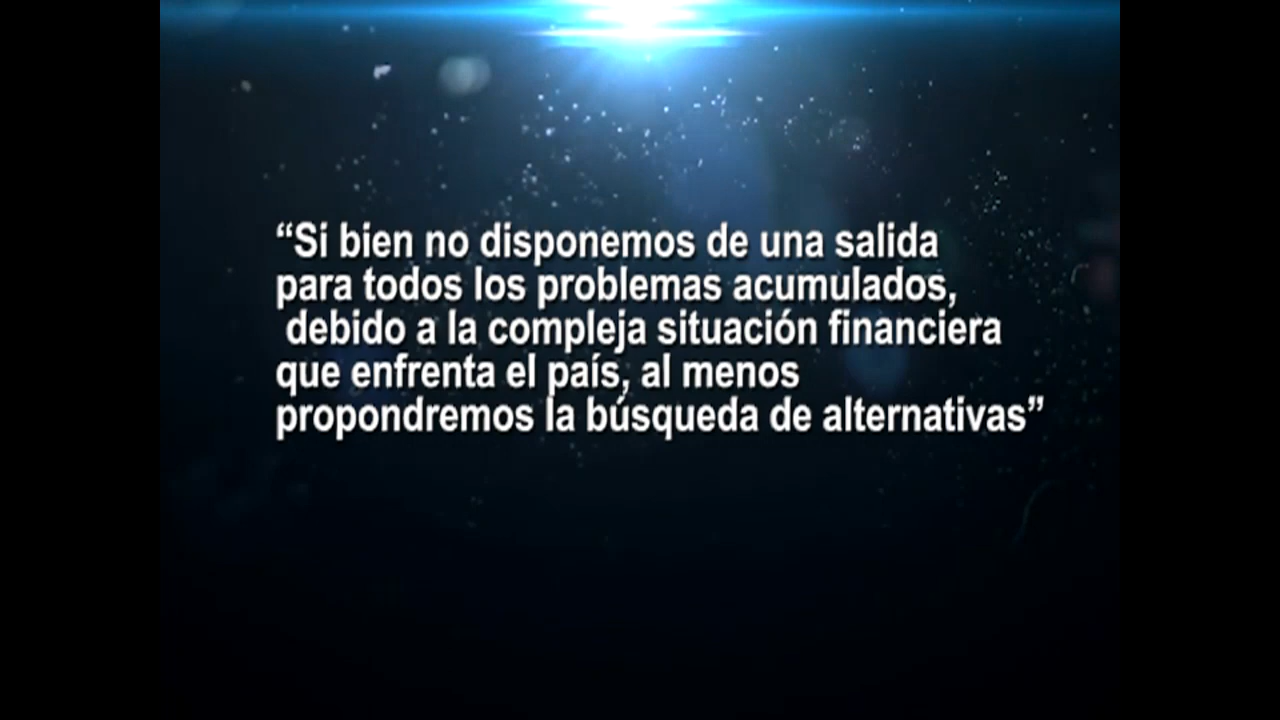 “Si bien no disponemos de una salida
para todos los problemas acumulados,
debido a la compleja situación financiera
que enfrenta el país, al menos
propondremos la búsqueda de alternativas”